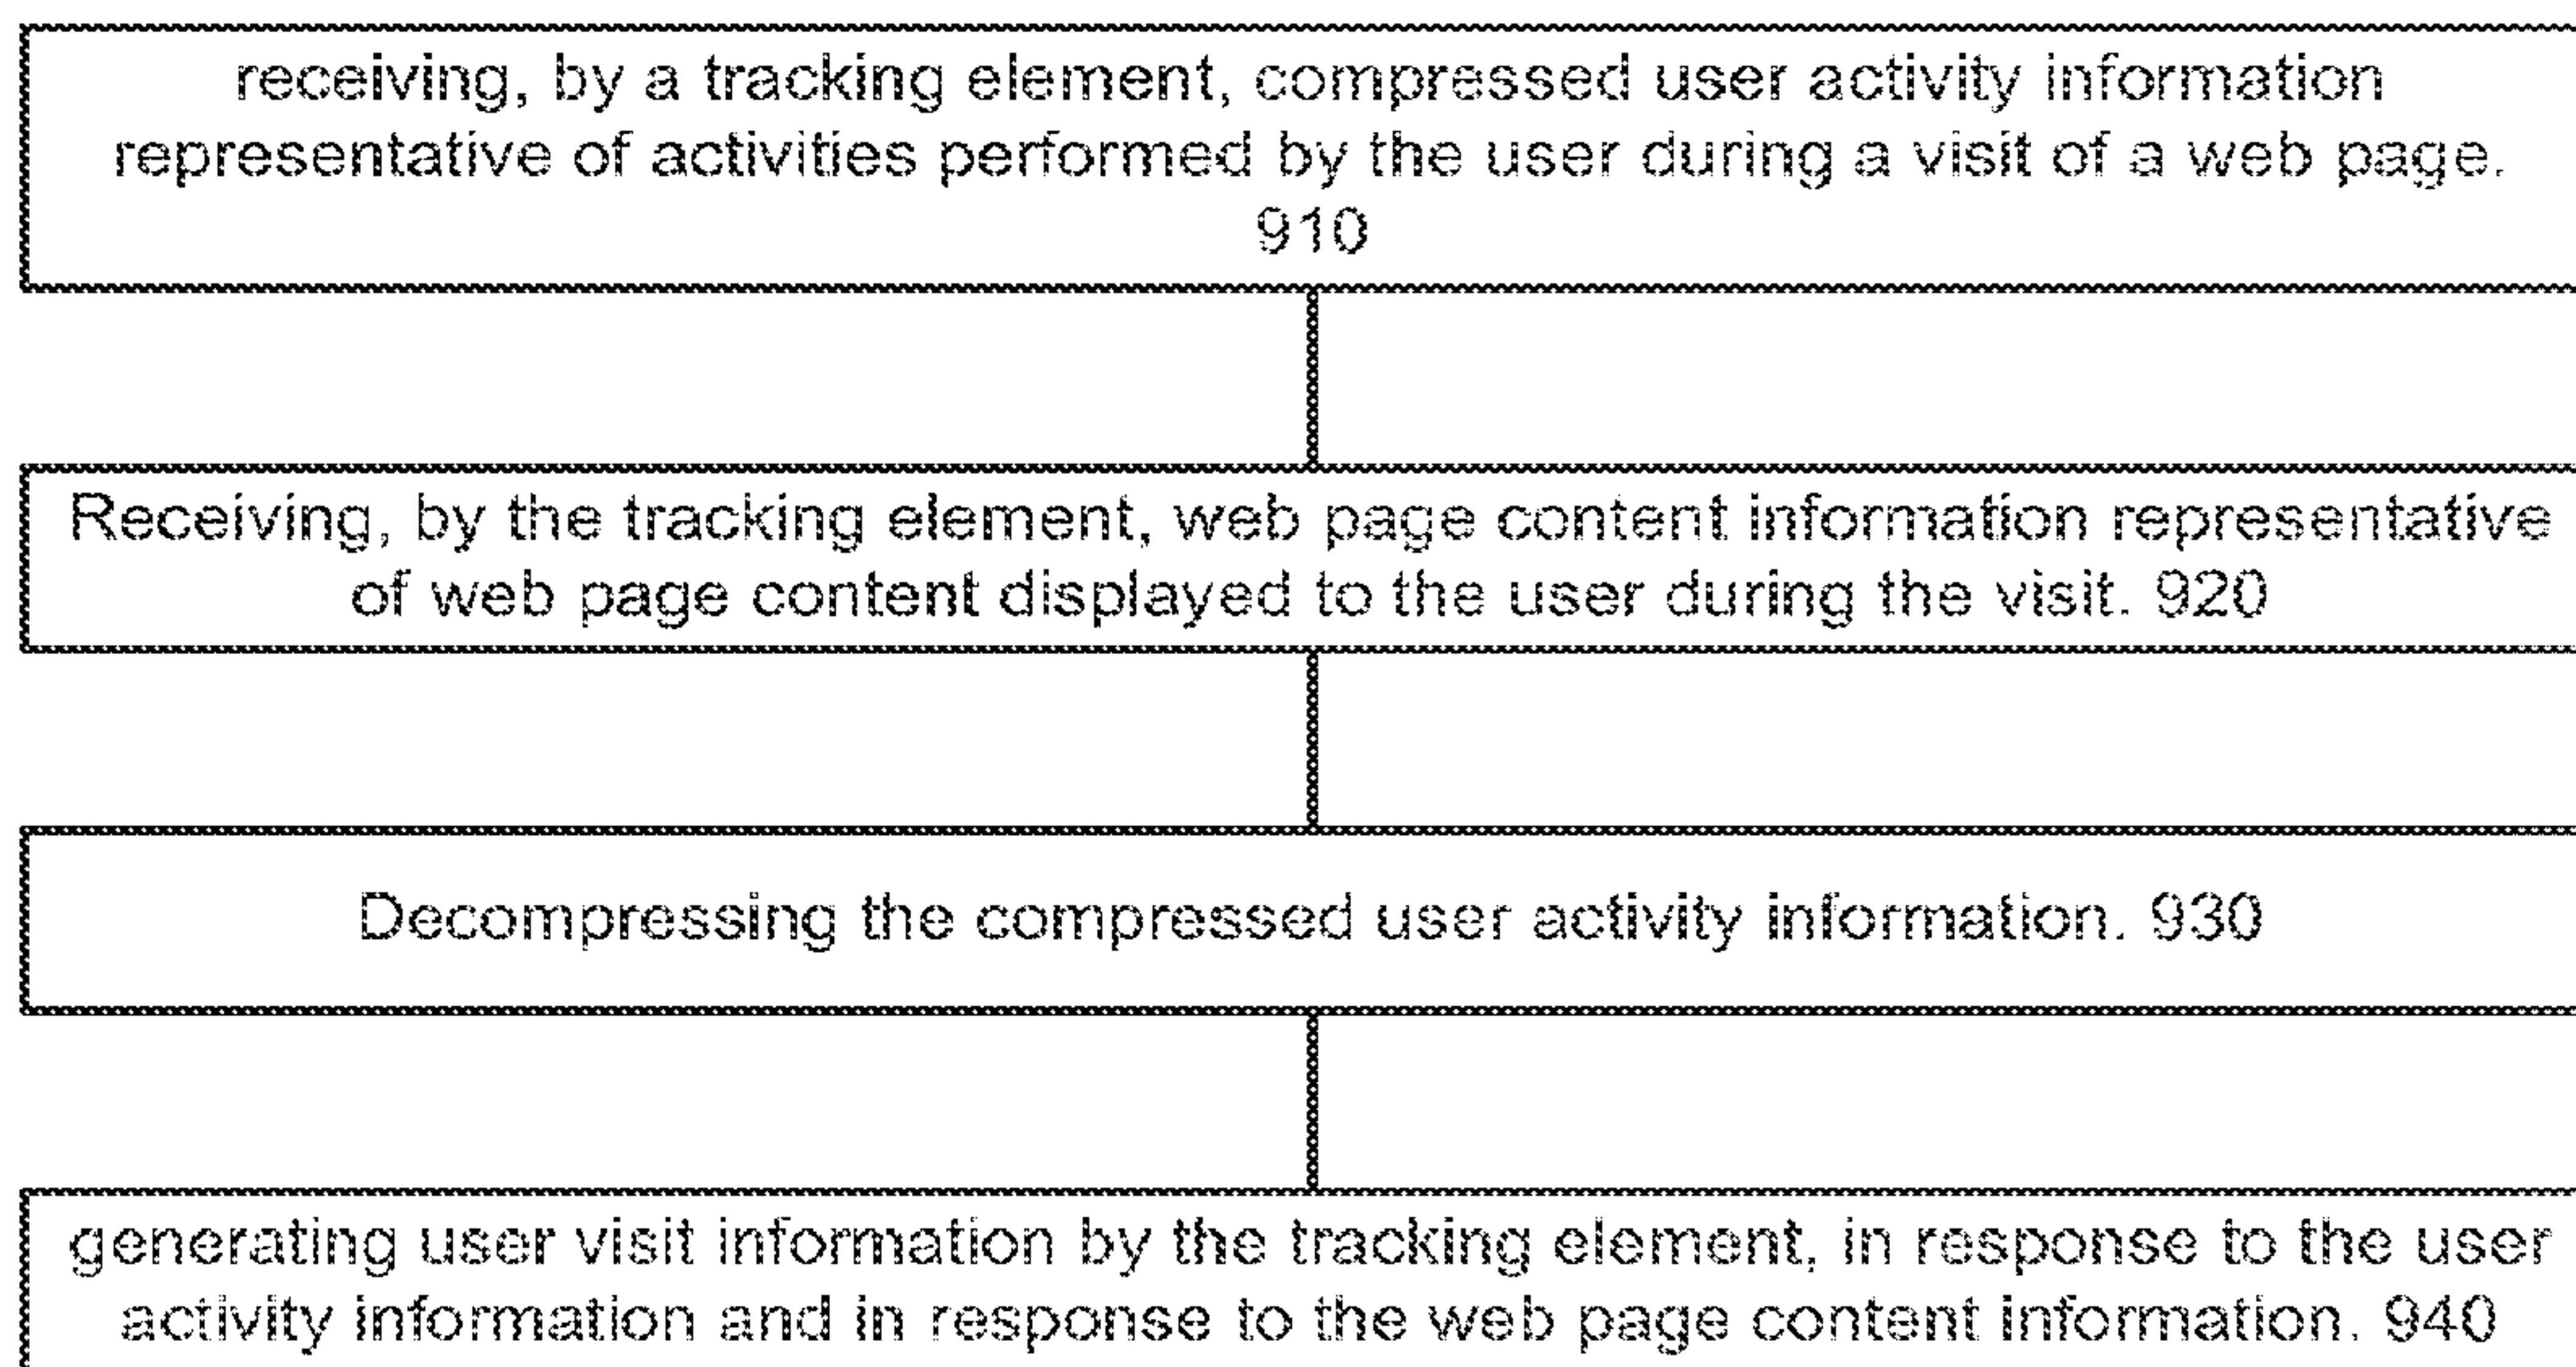 receiving, by a tracking element, compressed user activity information
representative of activities performed by the user during a visit of a web page.
910
Receiving, by the tracking element, web page content information representative
of web page content displayed to the user during the visit. 920
Decompressing the compressed user activity information. 930
generating user visit information by the tracking element, in response to the user
activity information and in response to the web page content information. 940